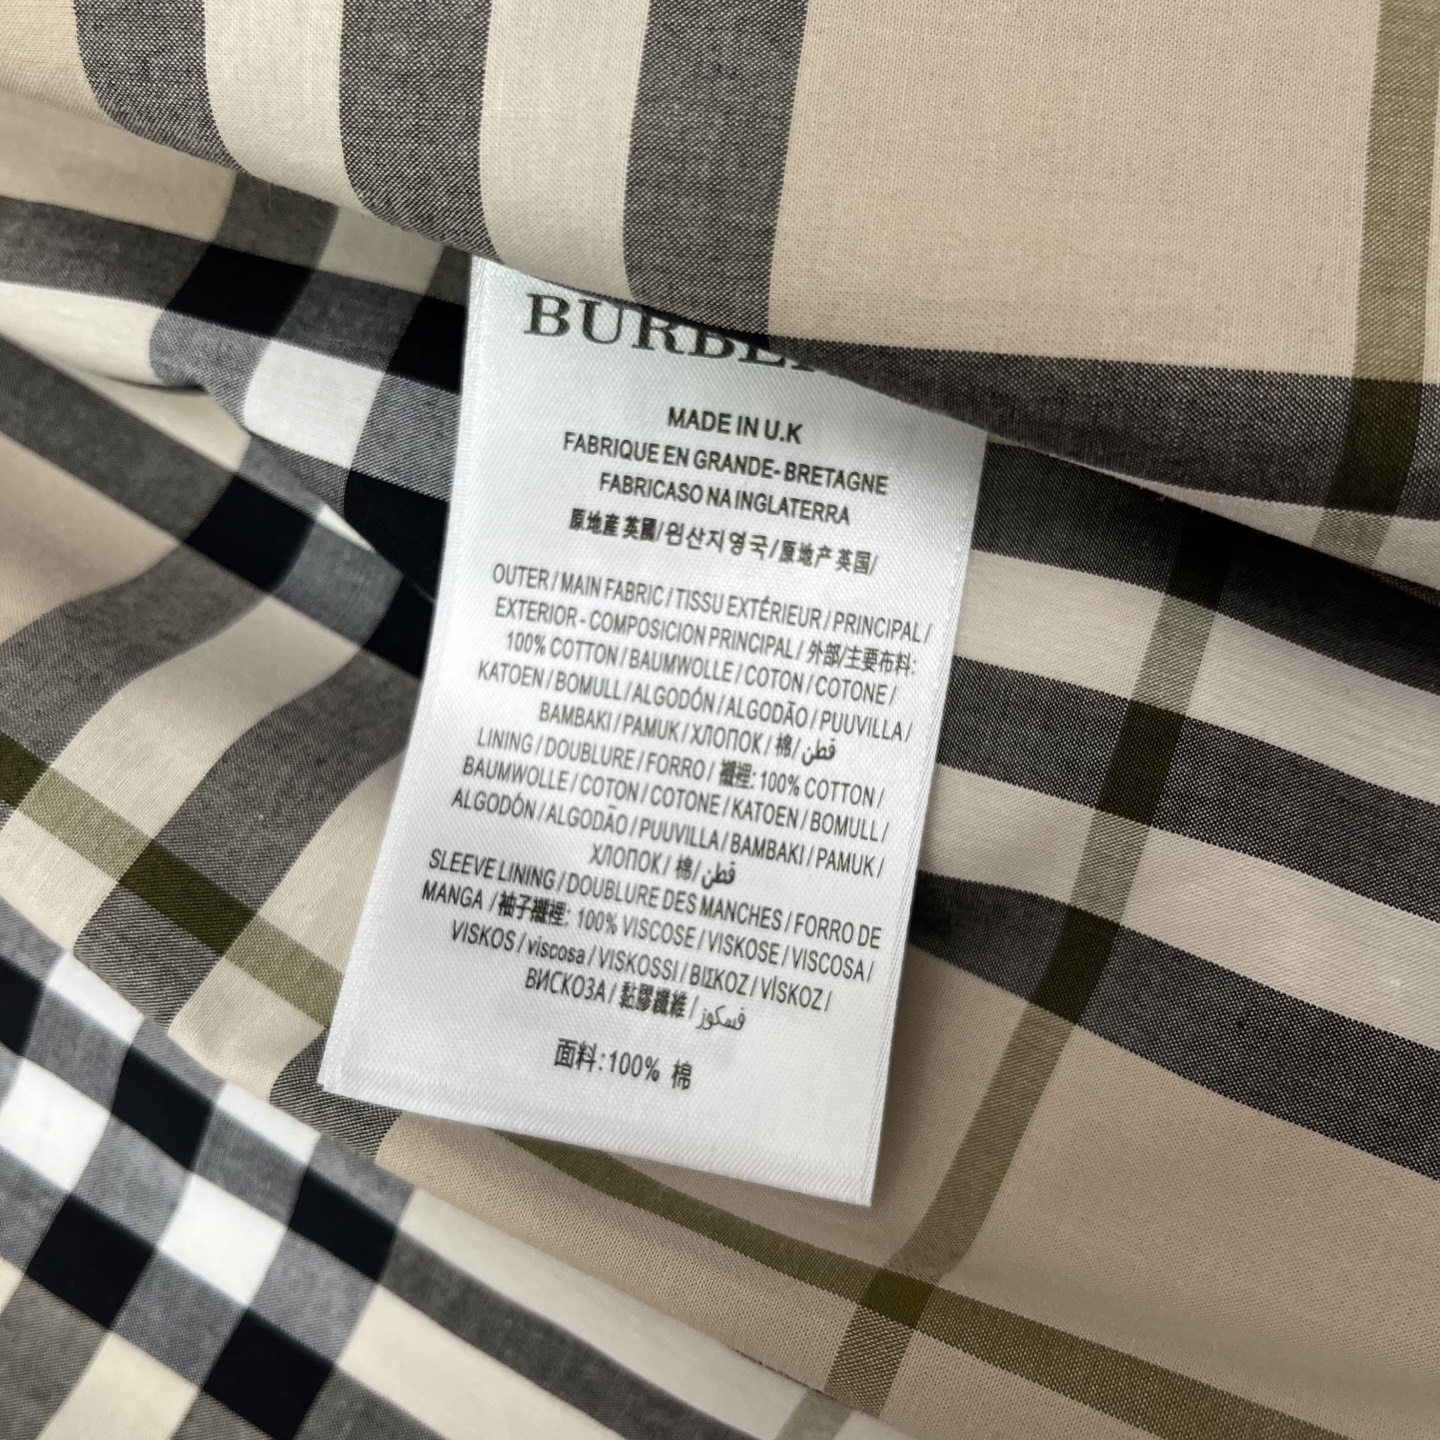 BURBE
MADE IN U.K
FABRIQUE EN GRANDE-BRETAGNE
FABRICASO NA INGLATERRA
原地產 英國/원산지 영국/原地产 英国/
OUTER / MAIN FABRIC / TISSU EXTÉRIEUR / PRINCIPAL /
EXTERIOR - COMPOSICION PRINCIPAL / 外部/主要布料:
100% COTTON / BAUMWOLLE / COTON / COTONE /
KATOEN / BOMULL / ALGODÓN / ALGODÃO / PUUVILLA /
BAMBAKI / PAMUK / ХЛОПОК / 棉 / قطن
LINING / DOUBLURE / FORRO / 襯裡: 100% COTTON /
BAUMWOLLE / COTON / COTONE / KATOEN / BOMULL /
ALGODÓN / ALGODÃO / PUUVILLA / BAMBAKI / PAMUK /
ХЛОПОК / 棉 / قطن
SLEEVE LINING / DOUBLURE DES MANCHES / FORRO DE
MANGA / 袖子襯裡: 100% VISCOSE / VISKOSE / VISCOSA /
VISKOS / viscosa / VISKOSSI / ΒΙΣΚΟΖ / VİSKOZ /
ВИСКОЗА / 黏膠纖維 / فسكوز
面料:100% 棉